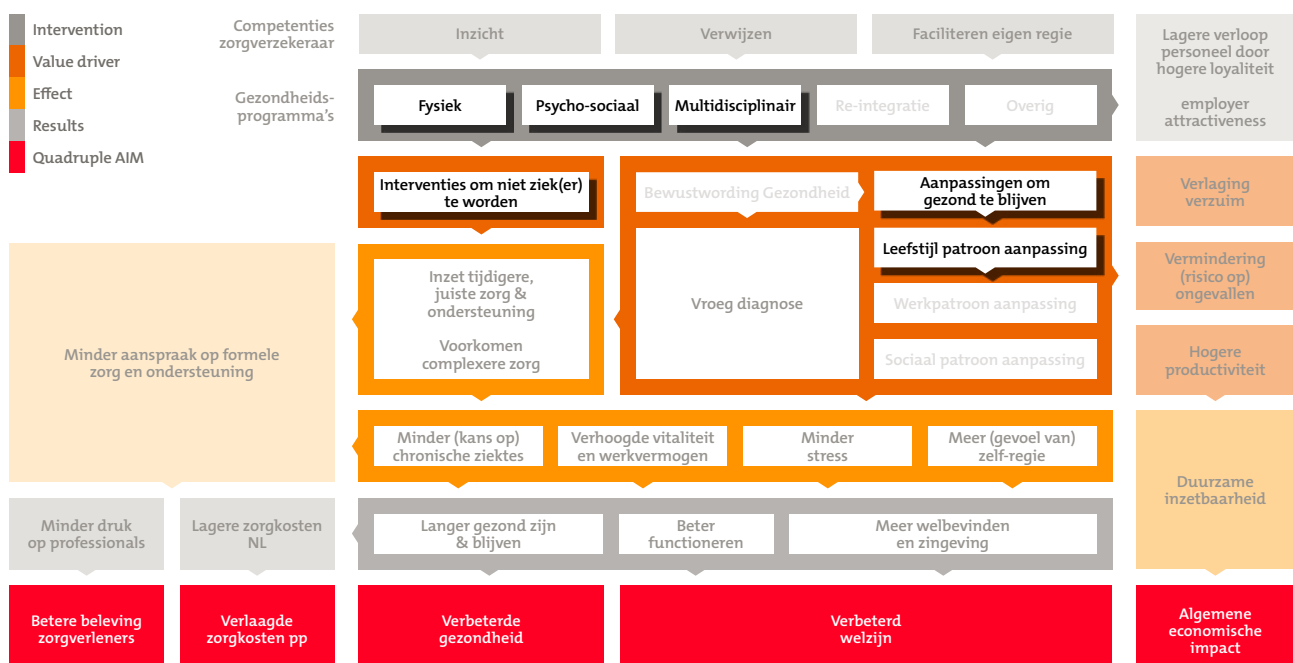 Intervention
Value driver
Effect
Results
Quadruple AIM
Competenties
zorgverzekeraar
Gezondheids-
programma's
Inzicht
Verwijzen
Faciliteren eigen regie
Fysiek
Psycho-sociaal
Multidisciplinair
Re-integratie
Overig
Lagere verloop
personeel door
hogere loyaliteit
employer
attractiveness
Interventies om niet ziek(er)
te worden
Bewustwording Gezondheid
Aanpassingen om
gezond te blijven
Verlaging
verzuim
Leefstijl patroon aanpassing
Inzet tijdigere,
juiste zorg &
ondersteuning
Voorkomen
complexere zorg
Vroeg diagnose
Werkpatroon aanpassing
Sociaal patroon aanpassing
Vermindering
(risico op)
ongevallen
Hogere
productiviteit
Minder aanspraak op formele
zorg en ondersteuning
Minder (kans op)
chronische ziektes
Verhoogde vitaliteit
en werkvermogen
Minder
stress
Meer (gevoel van)
zelf-regie
Duurzame
inzetbaarheid
Minder druk
op professionals
Lagere zorgkosten
NL
Langer gezond zijn
& blijven
Beter
functioneren
Meer welbevinden
en zingeving
Betere beleving
zorgverleners
Verlaagde
zorgkosten pp
Verbeterde
gezondheid
Verbeterd
welzijn
Algemene
economische
impact